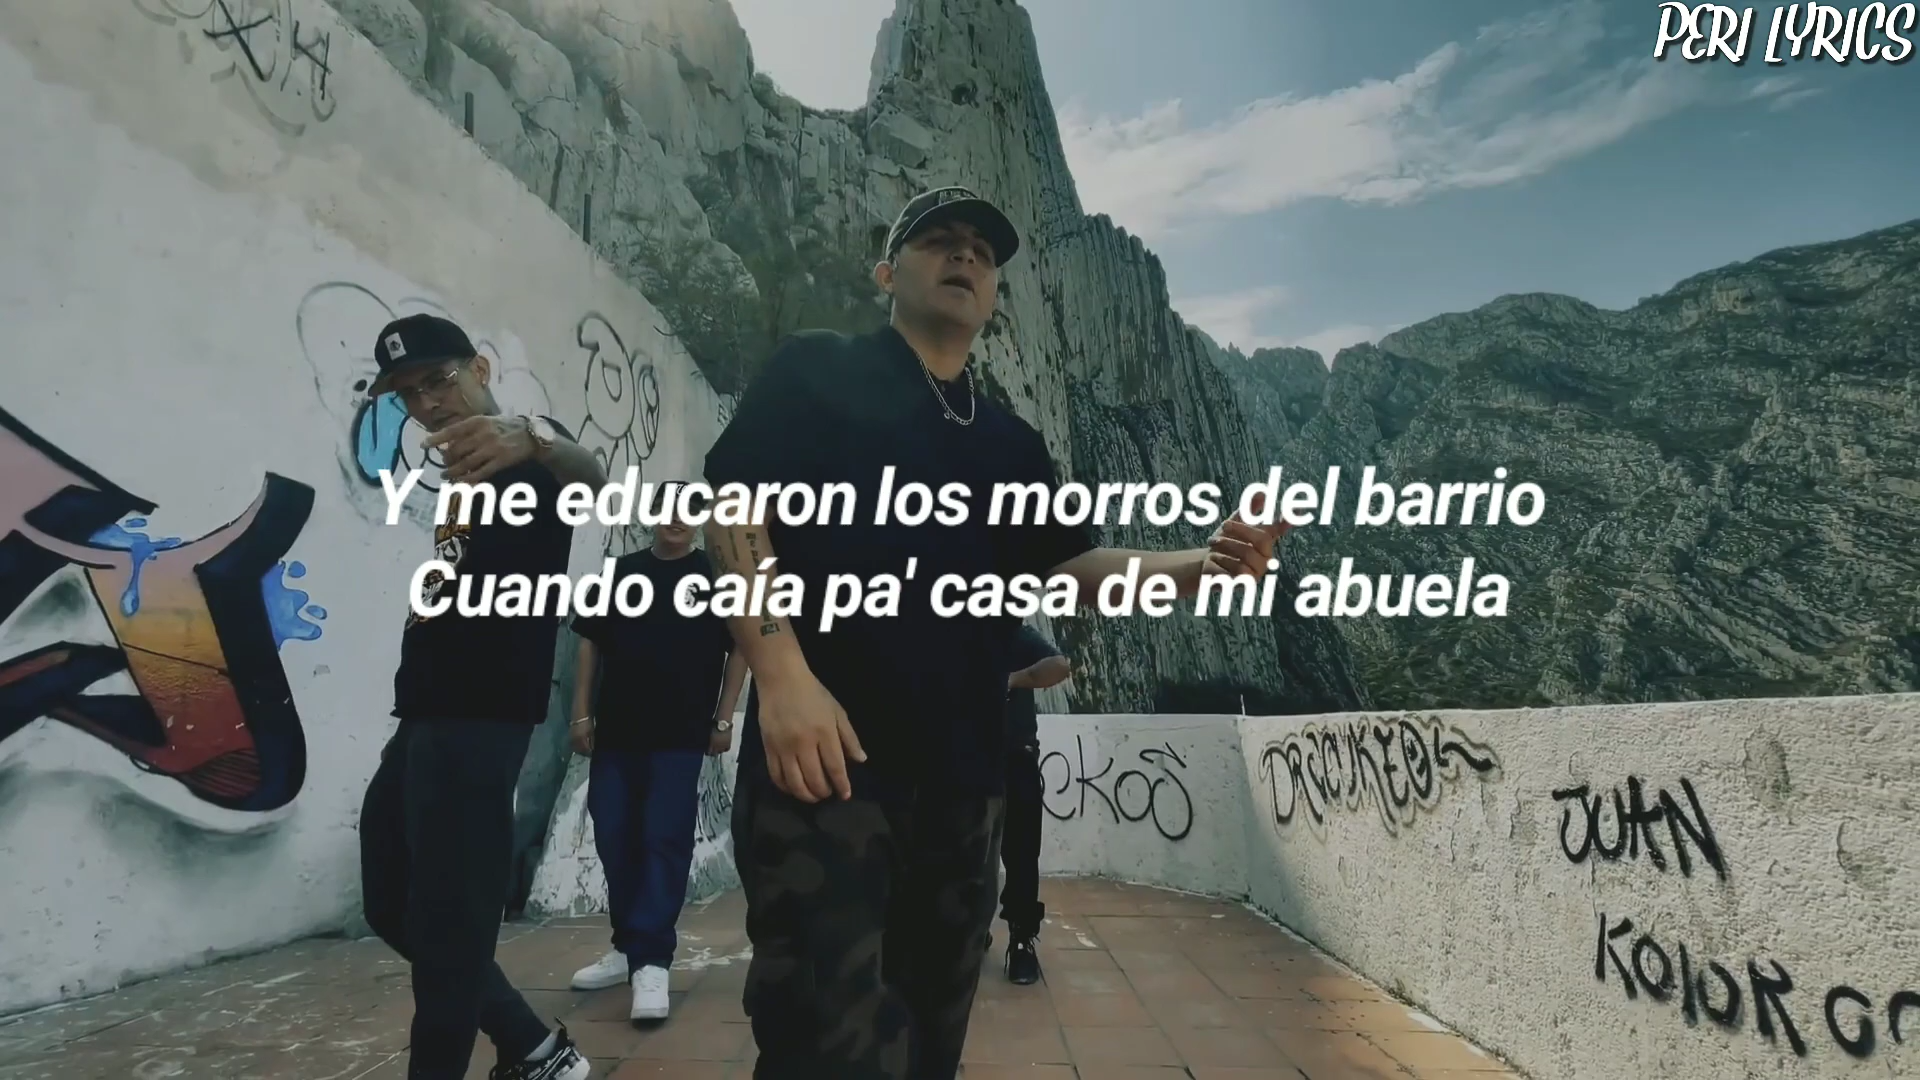 PERI LYRICS
Y me educaron los morros del barrio
Cuando caía pa' casa de mi abuela
JUAN